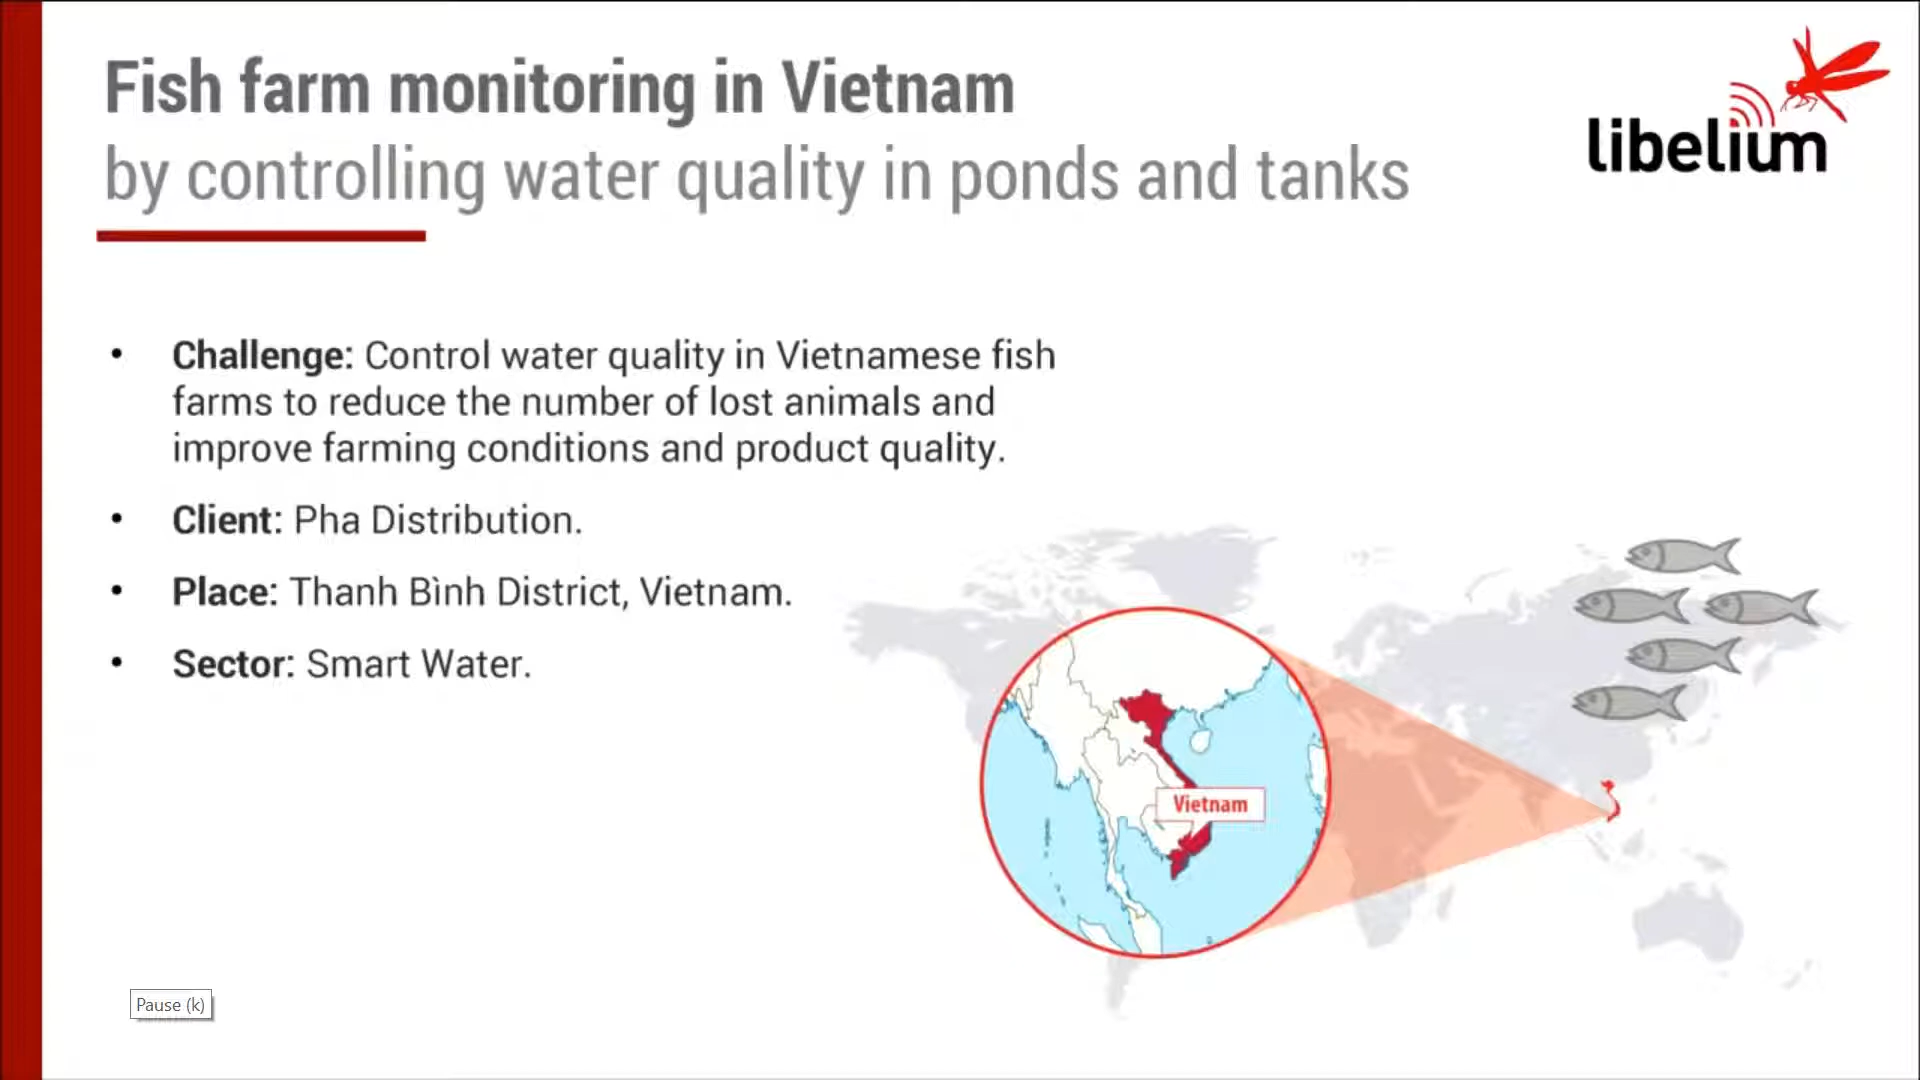 Fish farm monitoring in Vietnam
by controlling water quality in ponds and tanks
libelium
• Challenge: Control water quality in Vietnamese fish
farms to reduce the number of lost animals and
improve farming conditions and product quality.
• Client: Pha Distribution.
• Place: Thanh Bình District, Vietnam.
• Sector: Smart Water.
Vietnam
Pause (k)